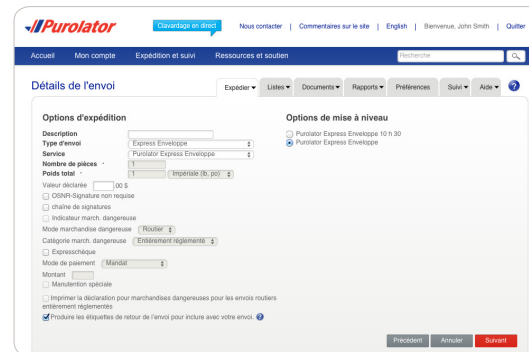 Purolator
Clavardage en direct
Nous contacter | Commentaires sur le site | English | Bienvenue, John Smith | Quitter
Accueil Mon compte Expédition et suivi Ressources et soutien Recherche
Détails de l'envoi
Expédier Listes Documents Rapports Préférences Suivi Aide ?
Options d'expédition
Description
Type d'envoi Express Enveloppe
Service Purolator Express Enveloppe
Nombre de pièces * 1
Poids total * 1 Impériale (lb, po)
Valeur déclarée .00 $
OSNR-Signature non requise
chaîne de signatures
Indicateur march. dangereuse
Mode marchandise dangereuse Routier
Catégorie march. dangereuse Entièrement réglementé
Expresschèque
Mode de paiement Mandat
Montant
Manutention spéciale
Imprimer la déclaration pour marchandises dangereuses pour les envois routiers
entièrement réglementés
Produire les étiquettes de retour de l'envoi pour inclure avec votre envoi. ?
Options de mise à niveau
Purolator Express Enveloppe 10 h 30
Purolator Express Enveloppe
Précédent Annuler Suivant